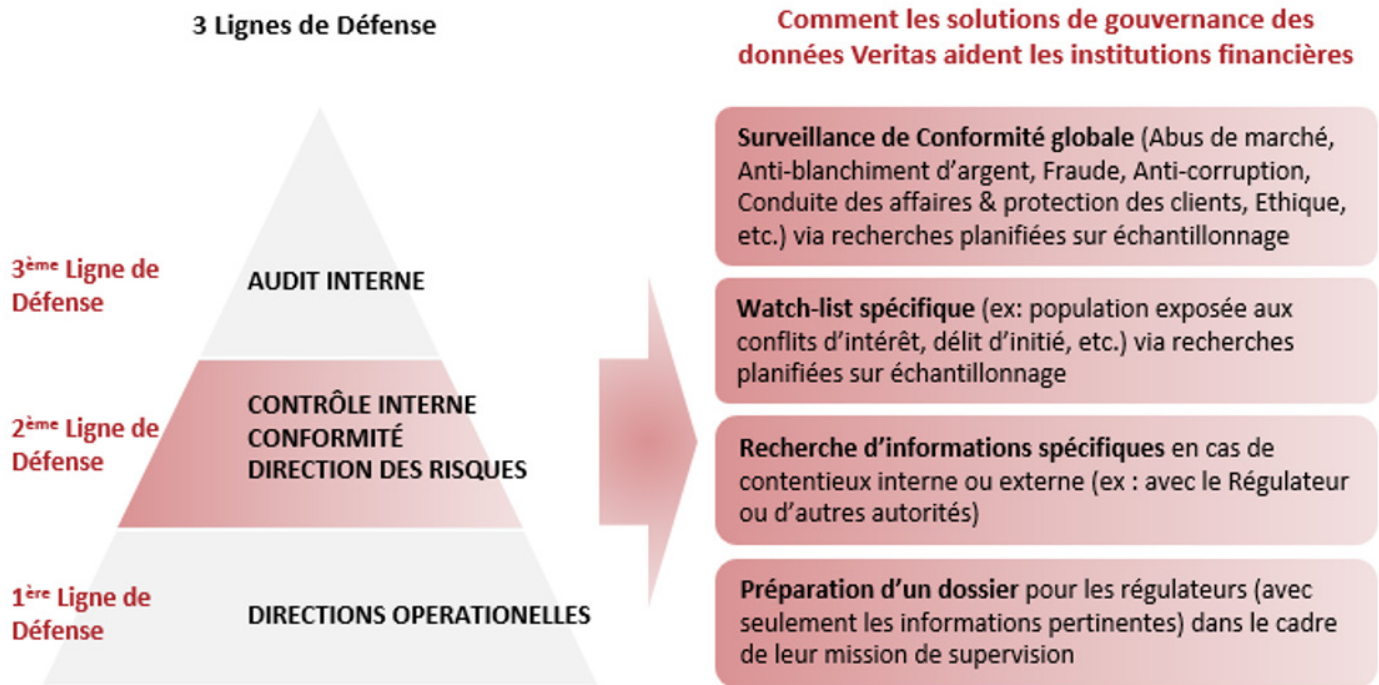 3 Lignes de Défense
3ème Ligne de
Défense
AUDIT INTERNE
2ème Ligne de
Défense
CONTRÔLE INTERNE
CONFORMITÉ
DIRECTION DES RISQUES
1ère Ligne de
Défense
DIRECTIONS OPERATIONELLES
Comment les solutions de gouvernance des
données Veritas aident les institutions financières
Surveillance de Conformité globale (Abus de marché,
Anti-blanchiment d'argent, Fraude, Anti-corruption,
Conduite des affaires & protection des clients, Ethique,
etc.) via recherches planifiées sur échantillonnage
Watch-list spécifique (ex: population exposée aux
conflits d'intérêt, délit d'initié, etc.) via recherches
planifiées sur échantillonnage
Recherche d'informations spécifiques en cas de
contentieux interne ou externe (ex : avec le Régulateur
ou d'autres autorités)
Préparation d'un dossier pour les régulateurs (avec
seulement les informations pertinentes) dans le cadre
de leur mission de supervision